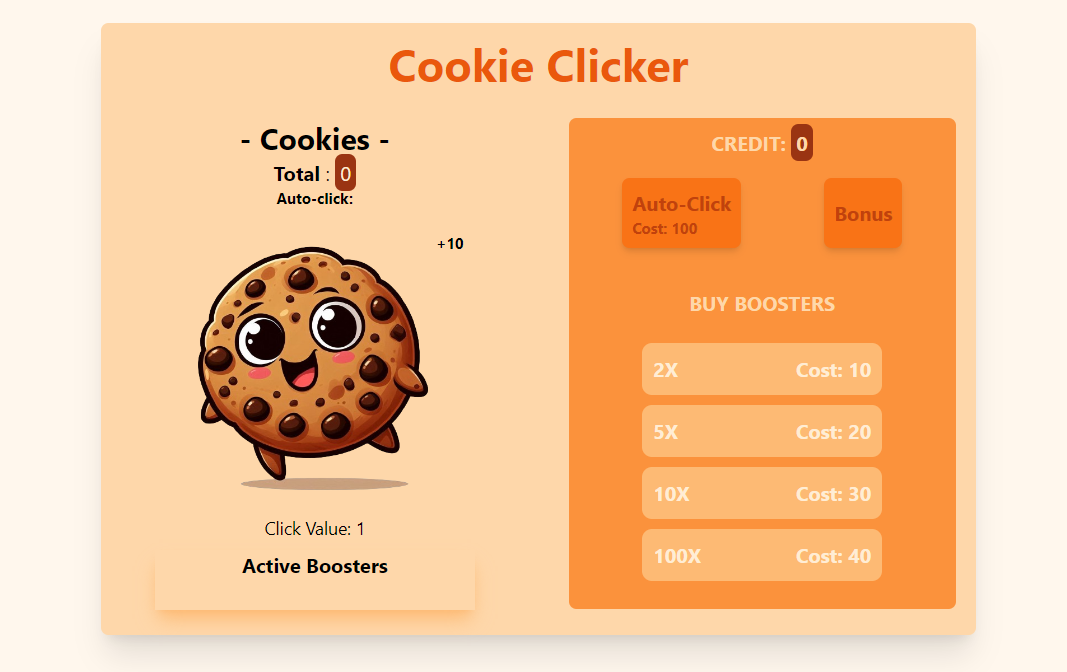 Cookie Clicker
- Cookies -
Total : 0
Auto-click:
+10
Click Value: 1
Active Boosters
CREDIT: 0
Auto-Click
Cost: 100
Bonus
BUY BOOSTERS
2X Cost: 10
5X Cost: 20
10X Cost: 30
100X Cost: 40